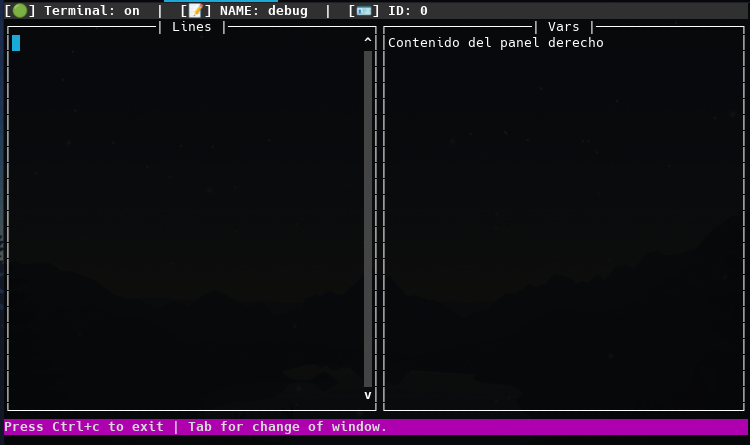 [🟢] Terminal: on | [📝] NAME: debug | [🪪] ID: 0
| Lines |
| Vars |
^
Contenido del panel derecho
v
Press Ctrl+c to exit | Tab for change of window.